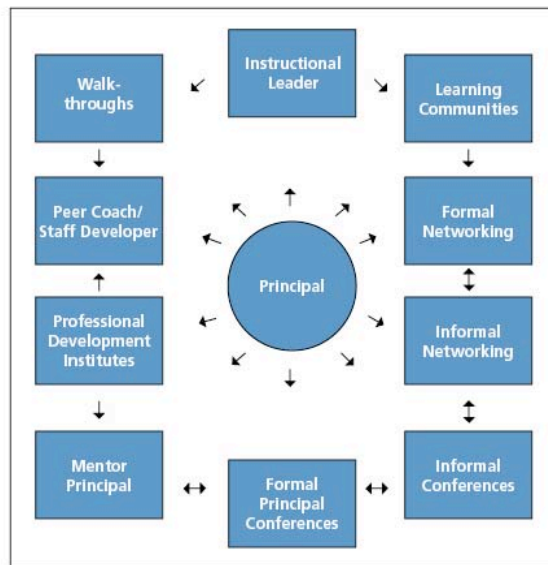 Instructional
Leader
Walk-
throughs
Learning
Communities
Peer Coach/
Staff Developer
Formal
Networking
Principal
Professional
Development
Institutes
Informal
Networking
Mentor
Principal
Formal
Principal
Conferences
Informal
Conferences